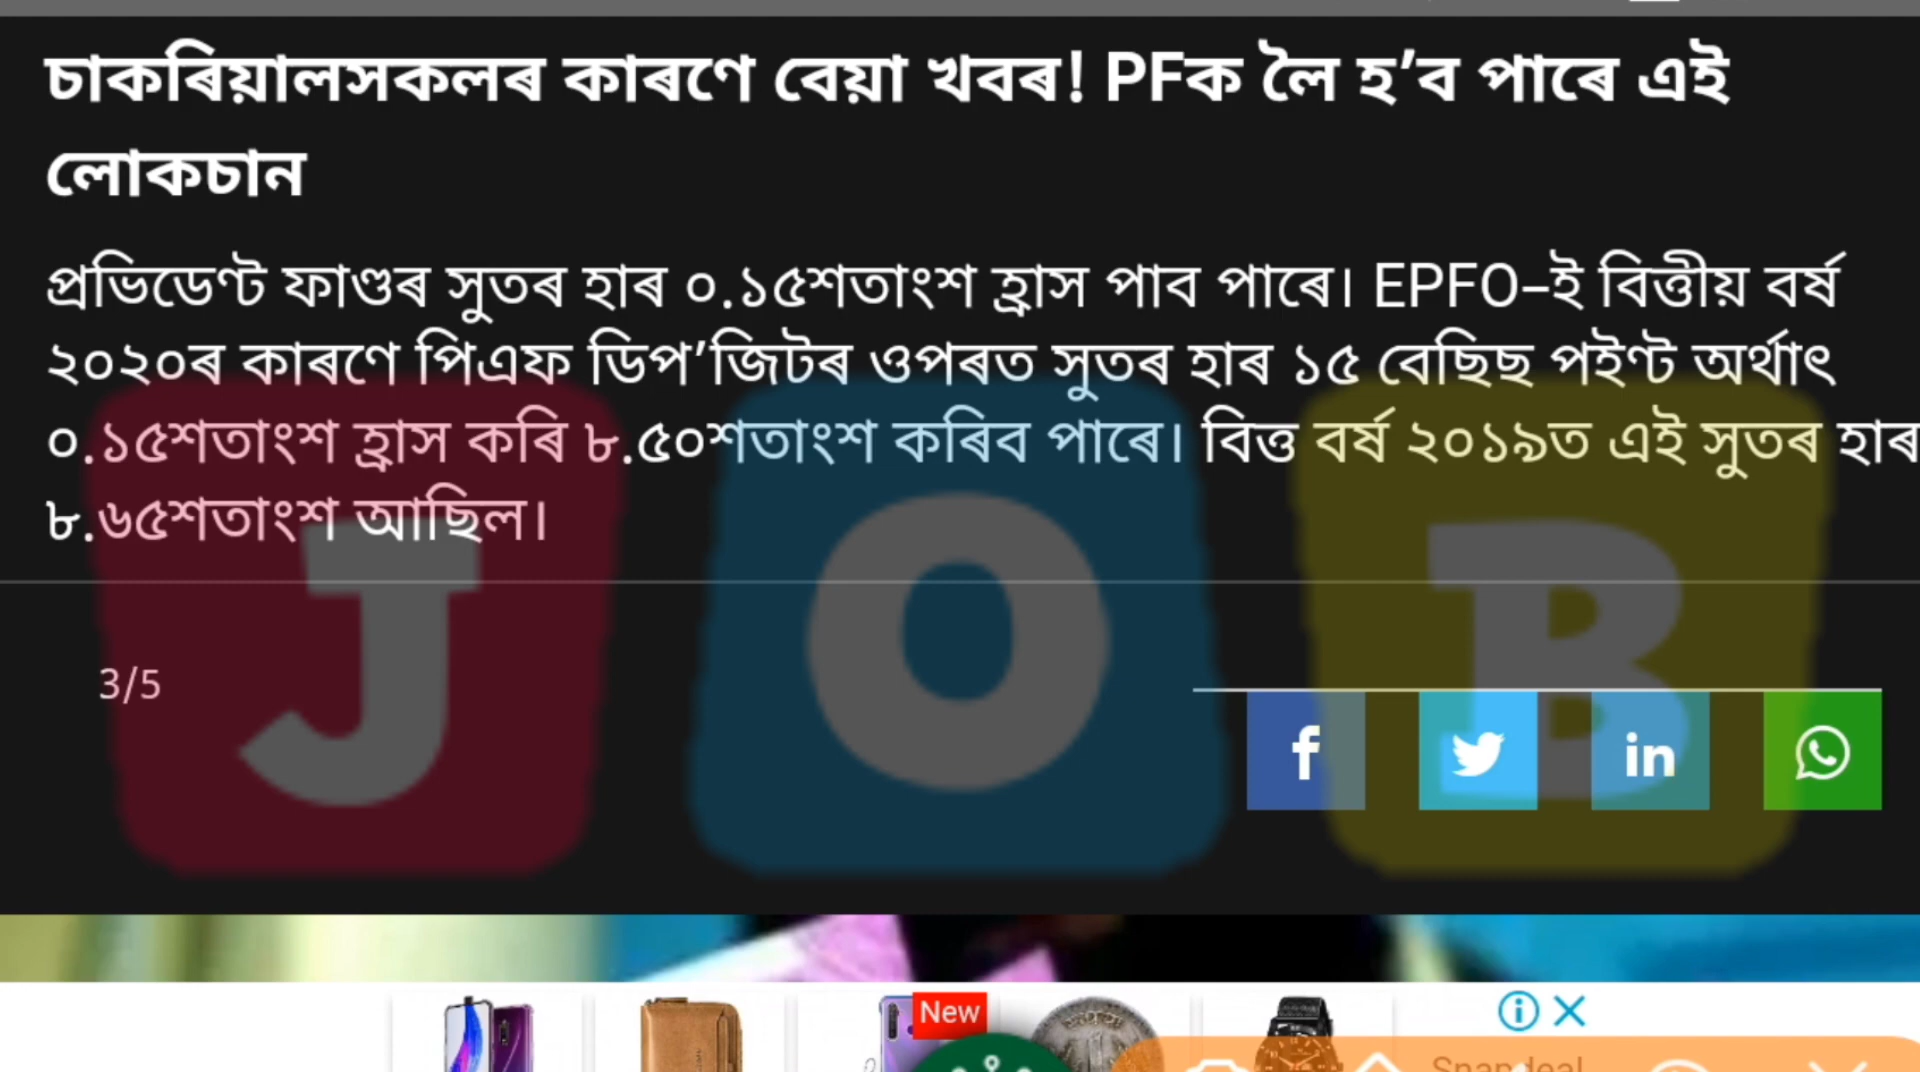 চাকৰিয়ালসকলৰ কাৰণে বেয়া খবৰ! PFক লৈ হ’ব পাৰে এই
লোকচান
প্ৰভিডেণ্ট ফাণ্ডৰ সুতৰ হাৰ ০.১৫শতাংশ হ্ৰাস পাব পাৰে। EPFO–ই বিত্তীয় বৰ্ষ
২০২০ৰ কাৰণে পিএফ ডিপ’জিটৰ ওপৰত সুতৰ হাৰ ১৫ বেছিছ পইণ্ট অৰ্থাৎ
০.১৫শতাংশ হ্ৰাস কৰি ৮.৫০শতাংশ কৰিব পাৰে। বিত্ত বৰ্ষ ২০১৯ত এই সুতৰ হাৰ
৮.৬৫শতাংশ আছিল।
J O B
3/5
f in
New
Snapdeal